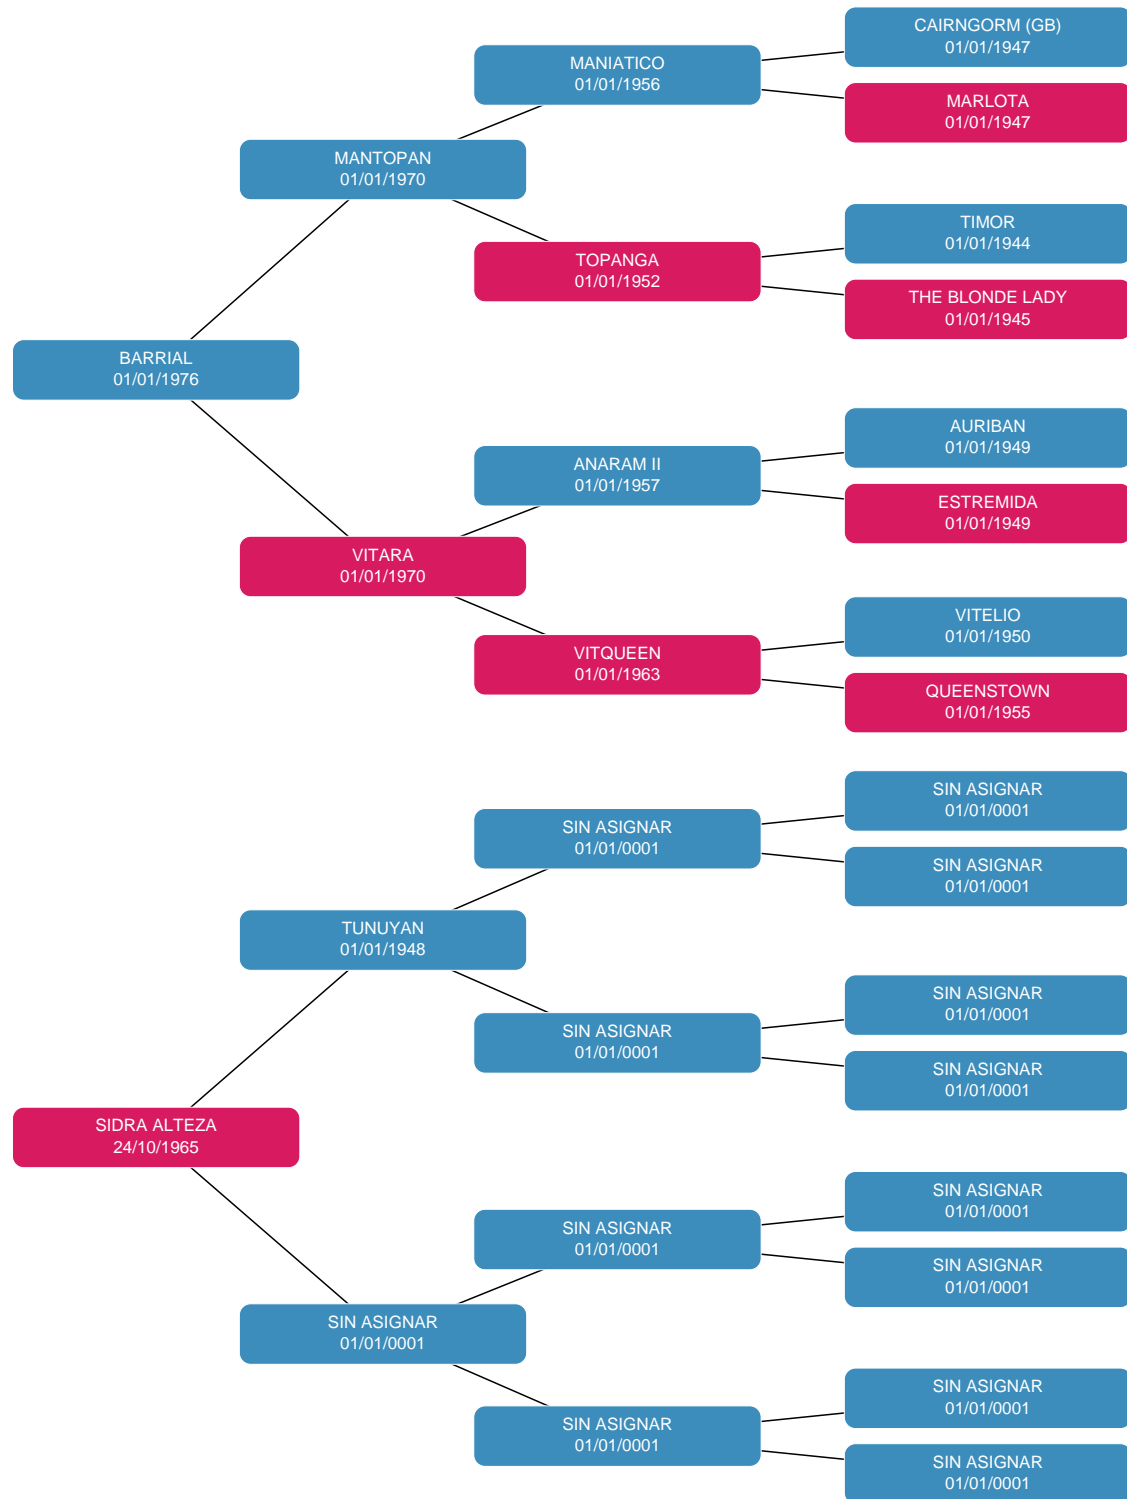 CAIRNGORM (GB)
01/01/1947
MANIATICO
01/01/1956
MARLOTA
01/01/1947
MANTOPAN
01/01/1970
TIMOR
01/01/1944
TOPANGA
01/01/1952
THE BLONDE LADY
01/01/1945
BARRIAL
01/01/1976
AURIBAN
01/01/1949
ANARAM II
01/01/1957
ESTREMIDA
01/01/1949
VITARA
01/01/1970
VITELIO
01/01/1950
VITQUEEN
01/01/1963
QUEENSTOWN
01/01/1955
SIN ASIGNAR
01/01/0001
SIN ASIGNAR
01/01/0001
SIN ASIGNAR
01/01/0001
TUNUYAN
01/01/1948
SIN ASIGNAR
01/01/0001
SIN ASIGNAR
01/01/0001
SIN ASIGNAR
01/01/0001
SIDRA ALTEZA
24/10/1965
SIN ASIGNAR
01/01/0001
SIN ASIGNAR
01/01/0001
SIN ASIGNAR
01/01/0001
SIN ASIGNAR
01/01/0001
SIN ASIGNAR
01/01/0001
SIN ASIGNAR
01/01/0001
SIN ASIGNAR
01/01/0001